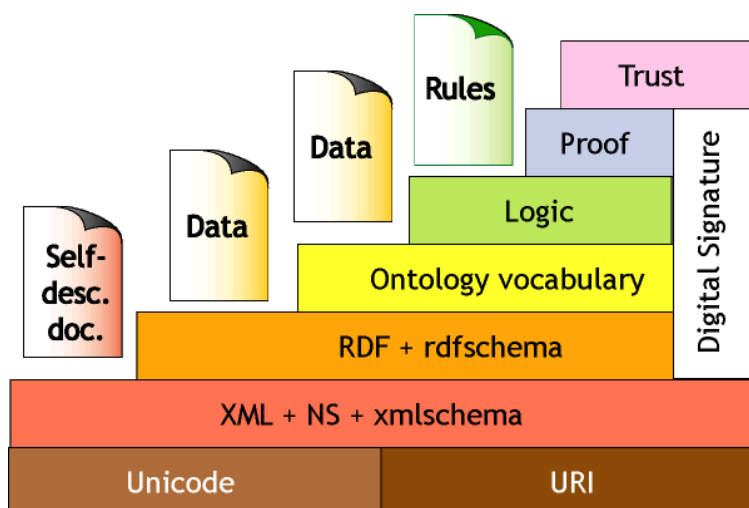 Trust
Rules
Proof
Data
Logic
Digital Signature
Data
Self-
desc.
doc.
Ontology vocabulary
RDF + rdfschema
XML + NS + xmlschema
Unicode
URI